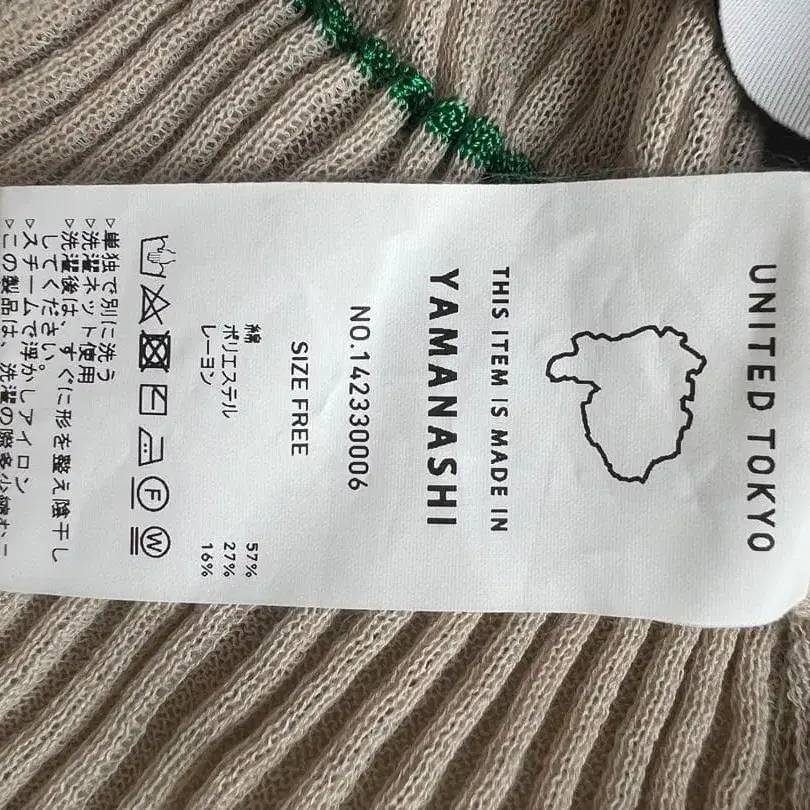 UNITED TOKYO
THIS ITEM IS MADE IN
YAMANASHI
NO.142330006
SIZE FREE
綿 57%
ポリエステル 27%
レーヨン 16%
F W
▷単独で別に洗う
▷洗濯ネット使用
▷洗濯後は、すぐに形を整え陰干し
してください。
▷スチームで浮かしアイロン
▷この製品は、洗濯の際多少縮む